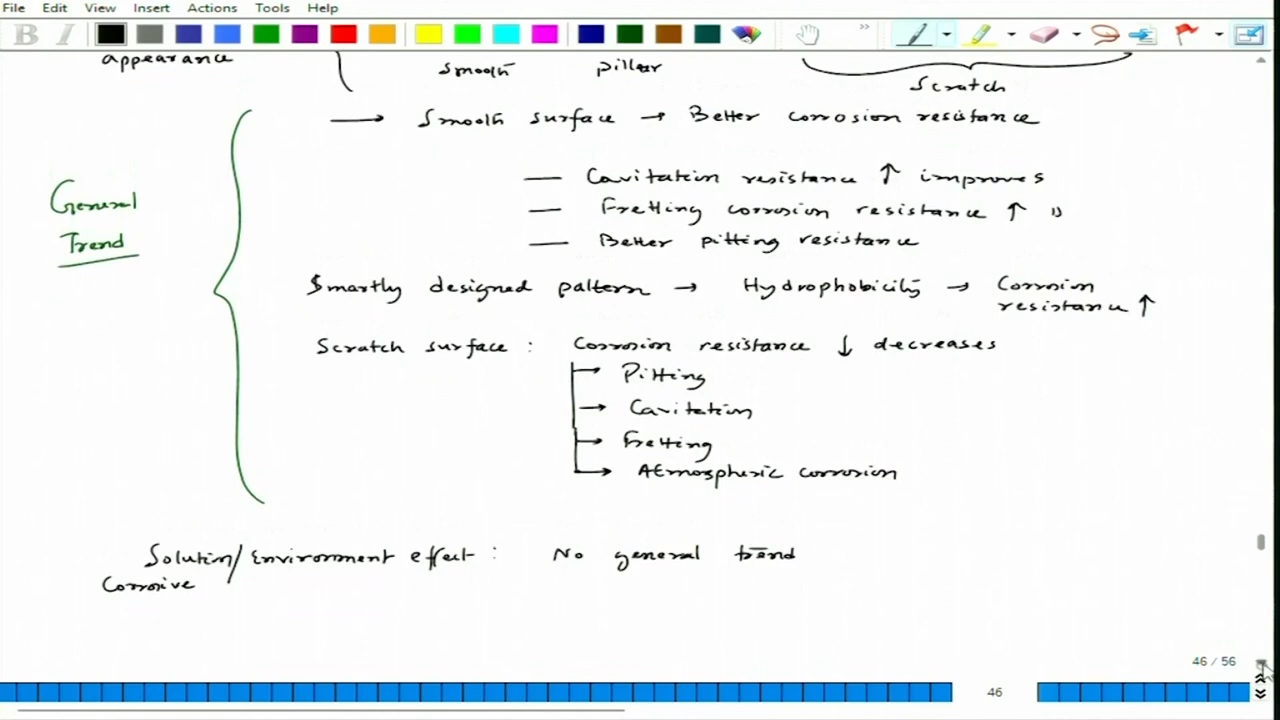 File Edit View Insert Actions Tools Help
B I
appearance
smooth pillar
Scratch
→ Smooth surface → Better corrosion resistance
— Cavitation resistance ↑ improves
— Fretting corrosion resistance ↑ "
— Better pitting resistance
General
Trend
Smartly designed pattern → Hydrophobicity → Corrosion
resistance ↑
Scratch surface : Corrosion resistance ↓ decreases
→ Pitting
→ Cavitation
→ Fretting
→ Atmospheric corrosion
Solution/Environment effect : No general trend
Corrosive
46 / 56
46